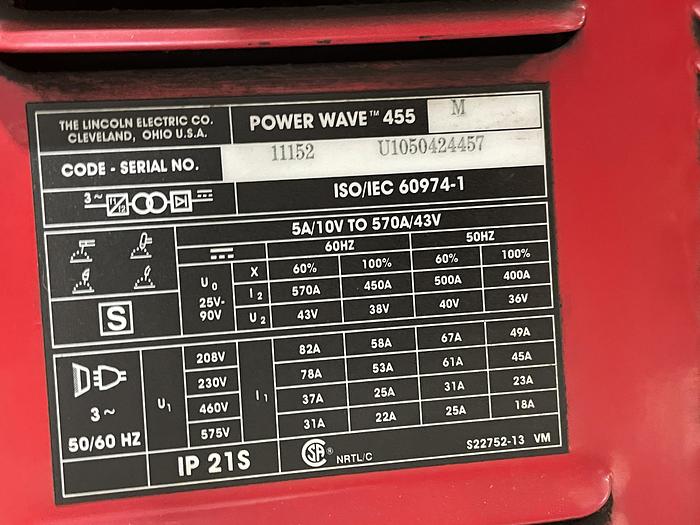 THE LINCOLN ELECTRIC CO.
CLEVELAND, OHIO U.S.A.
POWER WAVE™ 455 M
CODE - SERIAL NO. 11152 U1050424457
3~ f1 f2
ISO/IEC 60974-1
5A/10V TO 570A/43V
60HZ 50HZ
X 60% 100% 60% 100%
U0 25V-90V
I2 570A 450A 500A 400A
U2 43V 38V 40V 36V
S
3~
50/60 HZ
U1 I1
208V 82A 58A 67A 49A
230V 78A 53A 61A 45A
460V 37A 25A 31A 23A
575V 31A 22A 25A 18A
IP 21S
SA NRTL/C
S22752-13 VM